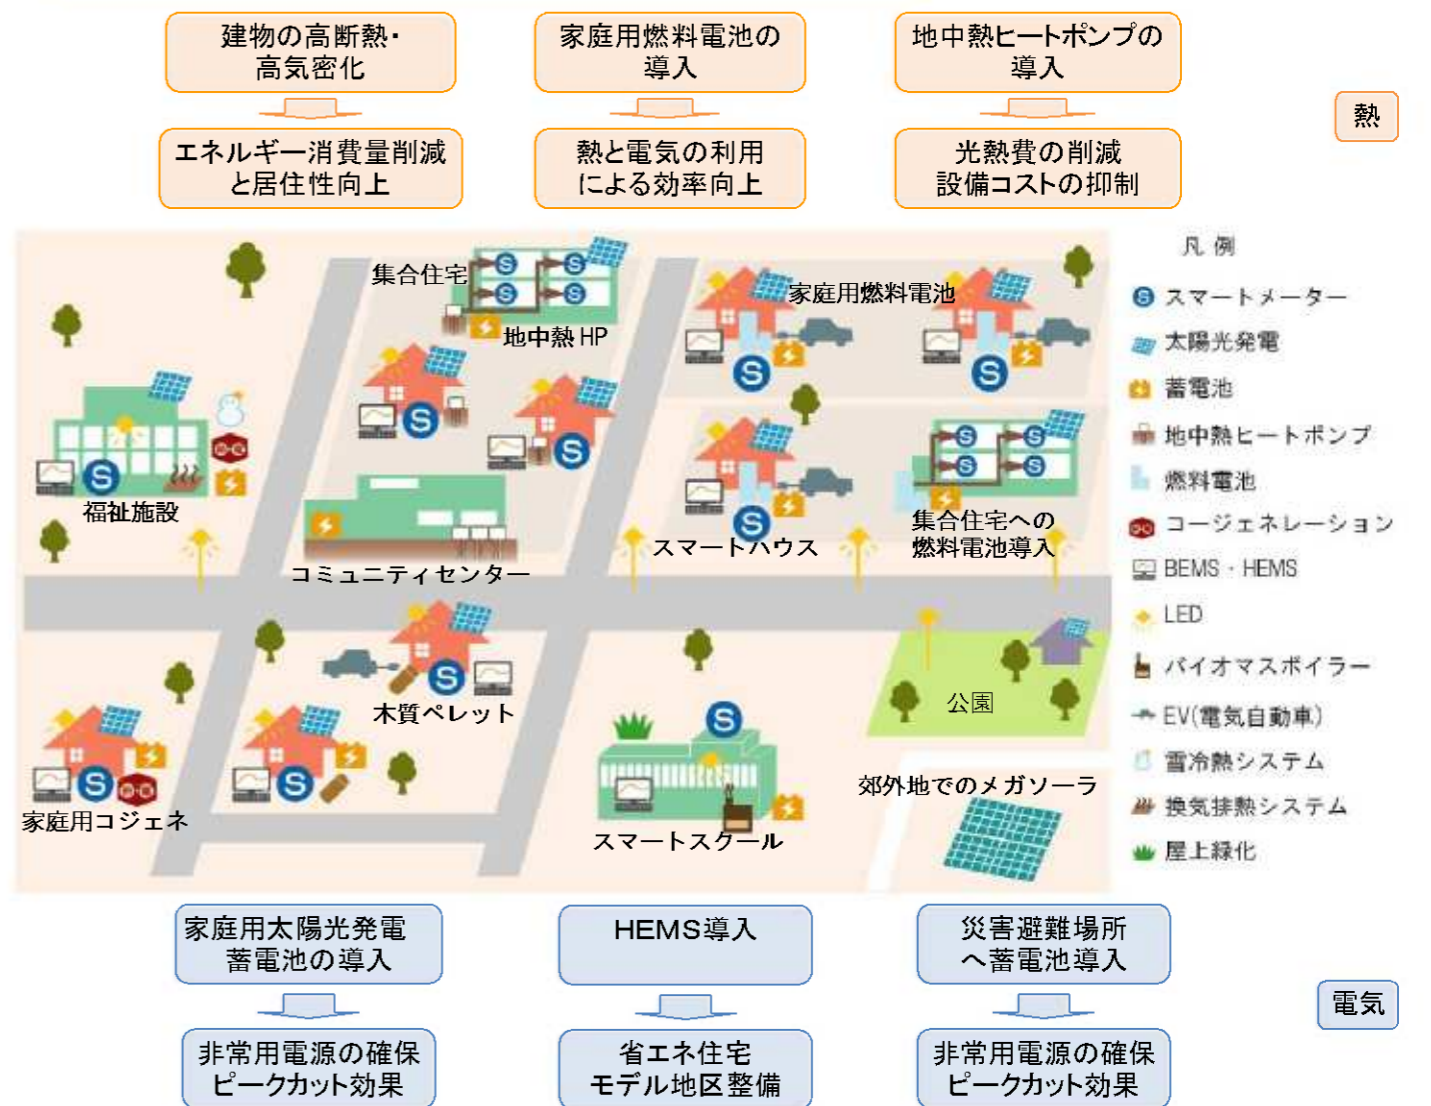 建物の高断熱・
高気密化
家庭用燃料電池の
導入
地中熱ヒートポンプの
導入
熱
エネルギー消費量削減
と居住性向上
熱と電気の利用
による効率向上
光熱費の削減
設備コストの抑制
凡 例
スマートメーター
太陽光発電
蓄電池
地中熱ヒートポンプ
燃料電池
コージェネレーション
BEMS・HEMS
LED
バイオマスボイラー
EV(電気自動車)
雪冷熱システム
換気排熱システム
屋上緑化
集合住宅
地中熱HP
家庭用燃料電池
福祉施設
コミュニティセンター
スマートハウス
集合住宅への
燃料電池導入
木質ペレット
公園
家庭用コジェネ
スマートスクール
郊外地でのメガソーラ
家庭用太陽光発電
蓄電池の導入
HEMS導入
災害避難場所
へ蓄電池導入
電気
非常用電源の確保
ピークカット効果
省エネ住宅
モデル地区整備
非常用電源の確保
ピークカット効果